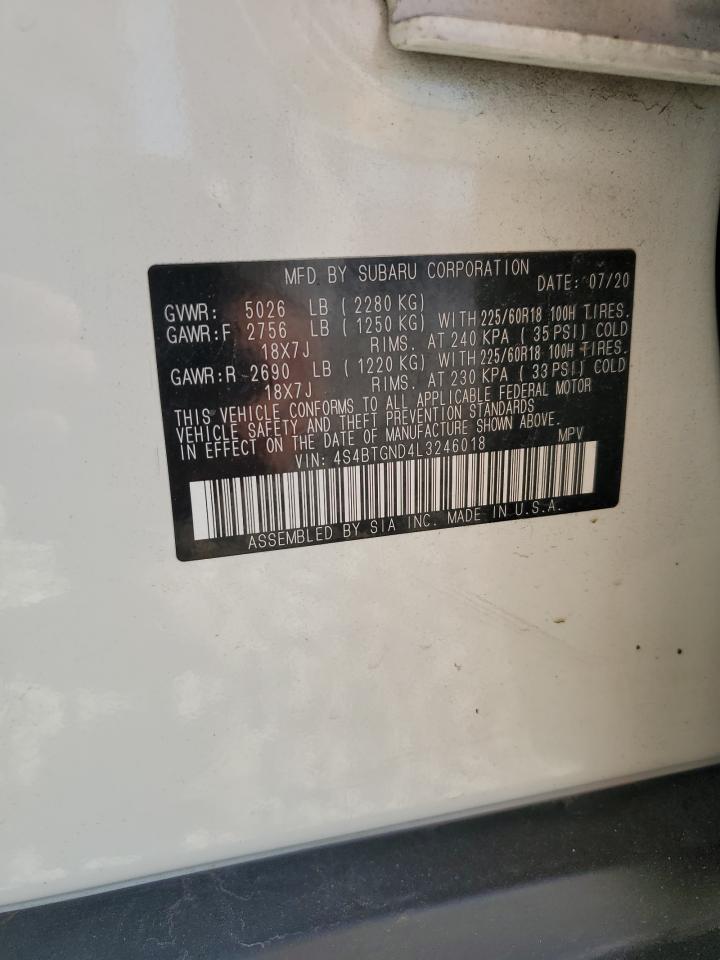 MFD BY SUBARU CORPORATION DATE: 07/20
GVWR: 5026 LB ( 2280 KG)
GAWR:F 2756 LB ( 1250 KG) WITH 225/60R18 100H TIRES.
18X7J RIMS. AT 240 KPA ( 35 PSI) COLD
GAWR:R 2690 LB ( 1220 KG) WITH 225/60R18 100H TIRES.
18X7J RIMS. AT 230 KPA ( 33 PSI) COLD
THIS VEHICLE CONFORMS TO ALL APPLICABLE FEDERAL MOTOR
VEHICLE SAFETY AND THEFT PREVENTION STANDARDS
IN EFFECT ON THE DATE OF MANUFACTURE SHOWN ABOVE.
VIN: 4S4BTGND4L3246018 MPV
ASSEMBLED BY SIA INC. MADE IN U.S.A.